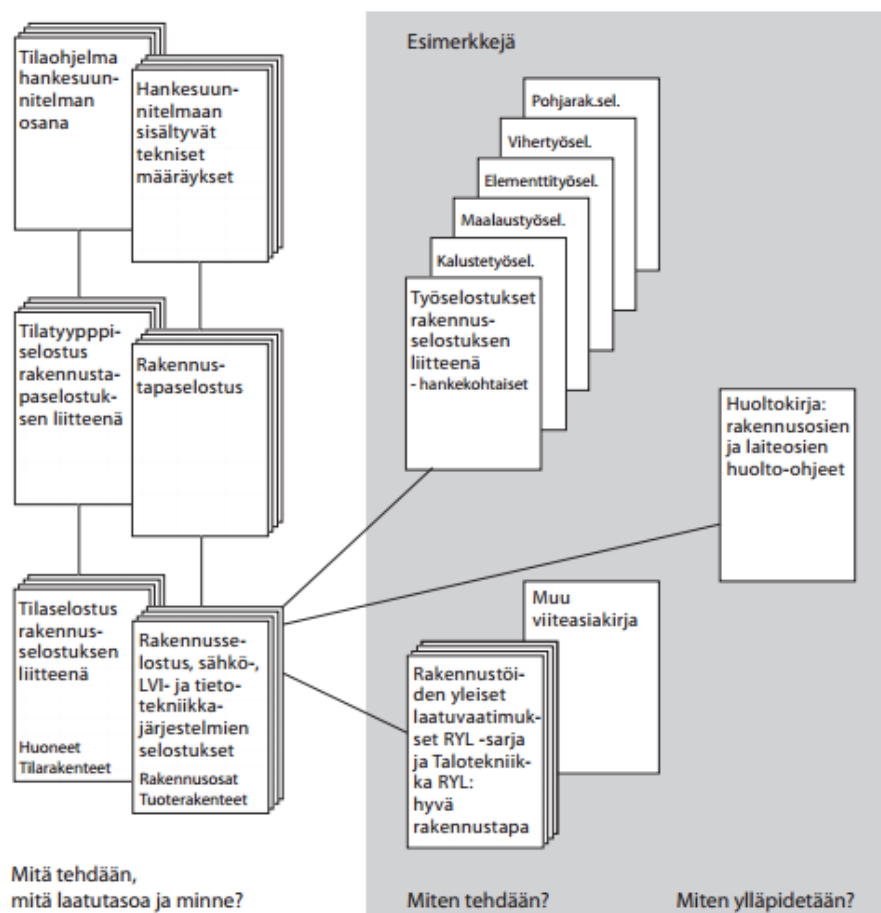 Tilaohjelma
hankesuun-
nitelman
osana
Hankesuun-
nitelmaan
sisältyvät
tekniset
määräykset
Tilatyypppi-
selostus
rakennusta-
paselostuk-
sen liitteenä
Rakennus-
tapaselostus
Tilaselostus
rakennus-
selostuksen
liitteenä
Huoneet
Tilarakenteet
Rakennusse-
lostus, sähkö-,
LVI- ja tieto-
tekniikka-
järjestelmien
selostukset
Rakennusosat
Tuoterakenteet
Mitä tehdään,
mitä laatutasoa ja minne?
Esimerkkejä
Pohjarak.sel.
Vihertyösel.
Elementtityösel.
Maalaustyösel.
Kalustetyösel.
Työselostukset
rakennus-
selostuksen
liitteenä
- hankekohtaiset
Huoltokirja:
rakennusosien
ja laiteosien
huolto-ohjeet
Muu
viiteasiakirja
Rakennustöi-
den yleiset
laatuvaatimuk-
set RYL -sarja
ja Talotekniik-
ka RYL:
hyvä
rakennustapa
Miten tehdään?
Miten ylläpidetään?